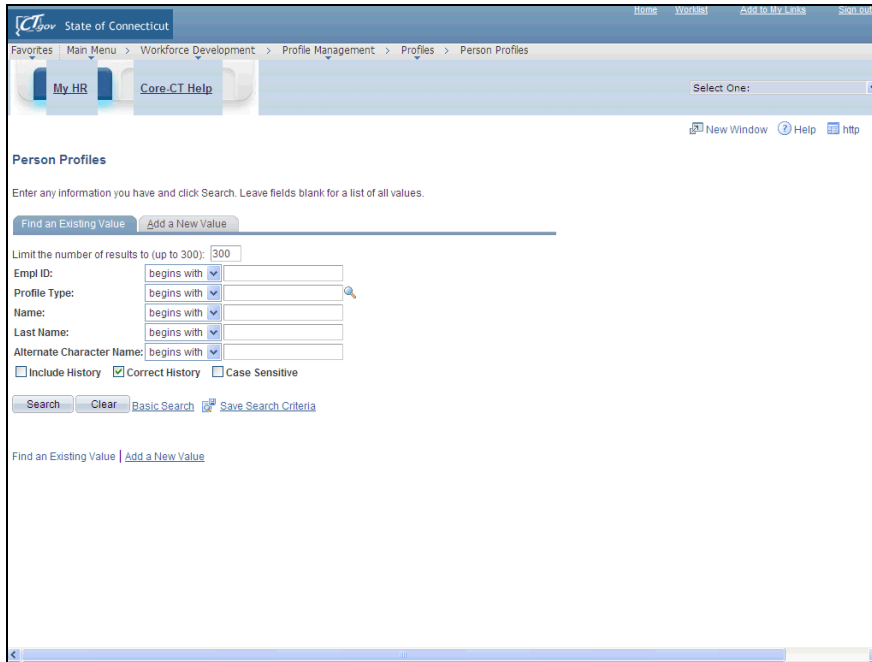 Home Worklist Add to My Links Sign out
CT.gov State of Connecticut
Favorites Main Menu > Workforce Development > Profile Management > Profiles > Person Profiles
My HR Core-CT Help
Select One:
New Window Help http
Person Profiles
Enter any information you have and click Search. Leave fields blank for a list of all values.
Find an Existing Value Add a New Value
Limit the number of results to (up to 300): 300
Empl ID: begins with
Profile Type: begins with
Name: begins with
Last Name: begins with
Alternate Character Name: begins with
Include History Correct History Case Sensitive
Search Clear Basic Search Save Search Criteria
Find an Existing Value | Add a New Value